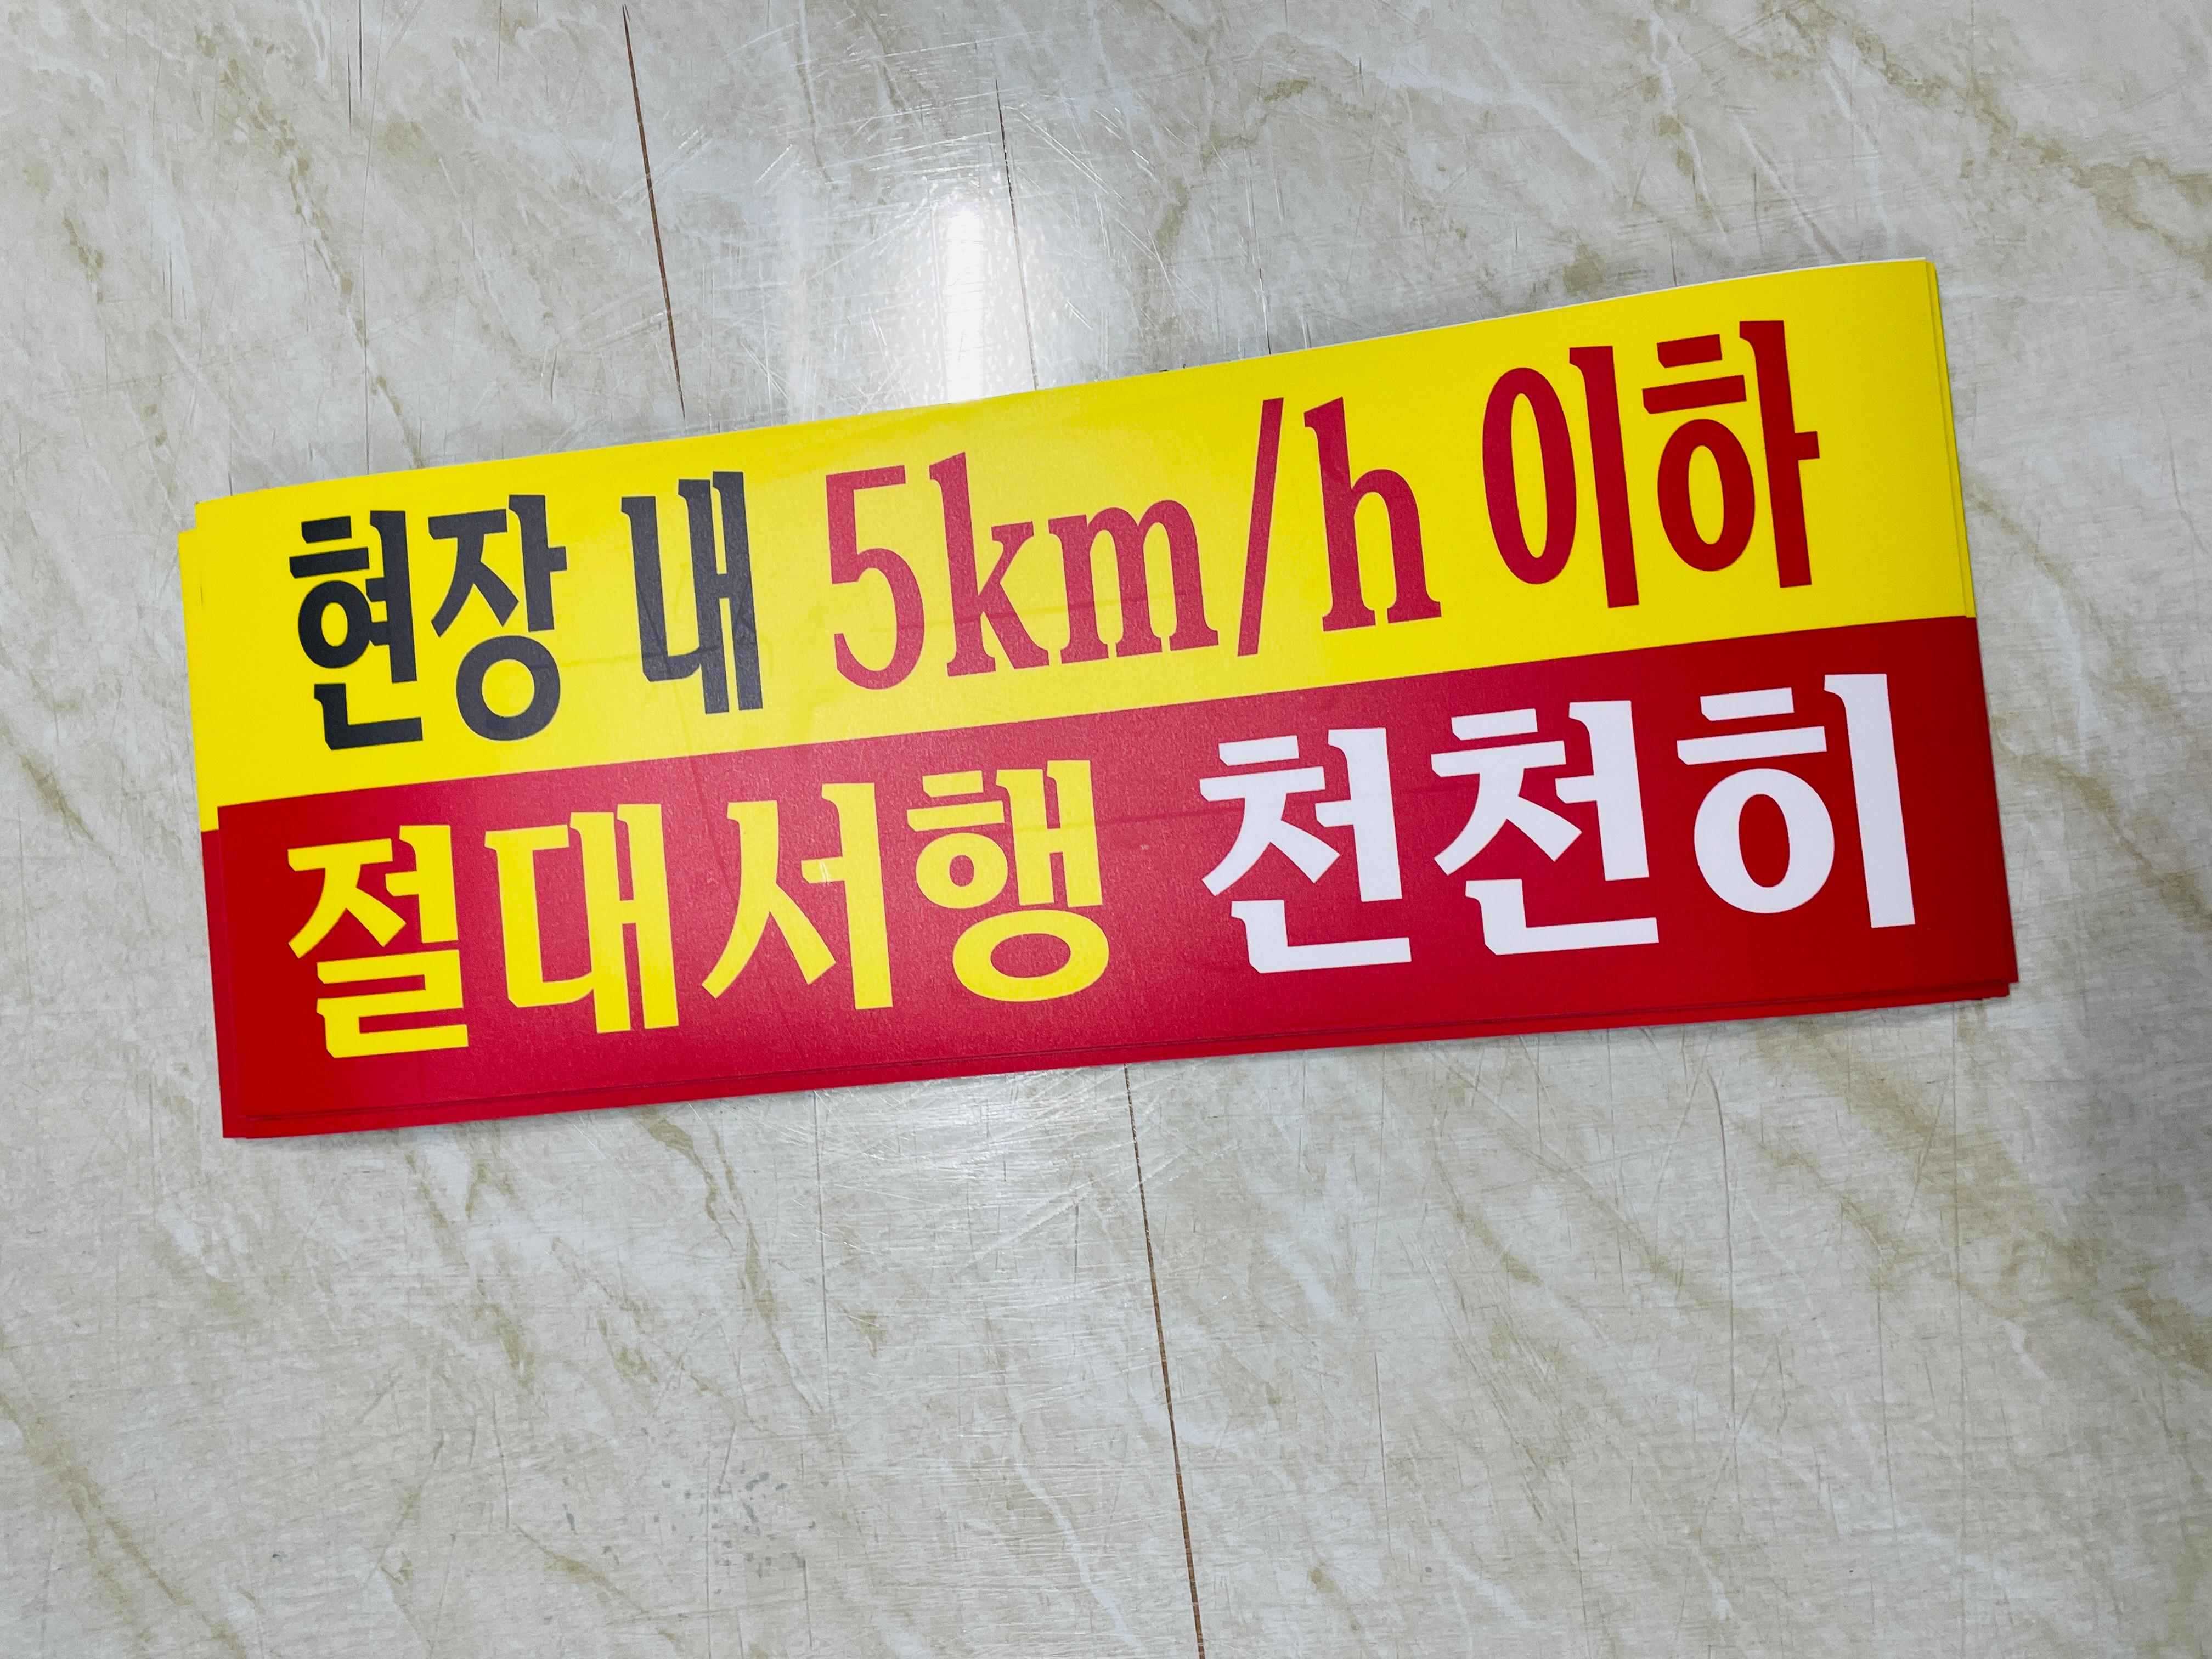 현장 내 5km/h 이하
절대서행 천천히